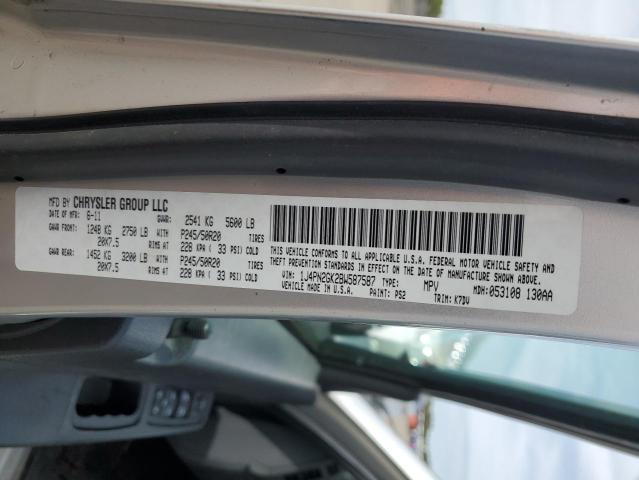 MFD BY CHRYSLER GROUP LLC
DATE OF MFR: 6-11 GVWR: 2541 KG 5600 LB
GAWR FRONT: 1248 KG 2750 LB WITH P245/50R20 TIRES
20X7.5 RIMS AT 228 KPA ( 33 PSI) COLD
GAWR REAR: 1452 KG 3200 LB WITH P245/50R20 TIRES
20X7.5 RIMS AT 228 KPA ( 33 PSI) COLD
THIS VEHICLE CONFORMS TO ALL APPLICABLE U.S.A. FEDERAL MOTOR VEHICLE SAFETY AND
THEFT PREVENTION STANDARDS IN EFFECT ON THE DATE OF MANUFACTURE SHOWN ABOVE.
VIN: 1J4PN2GK2BW587587 TYPE: MPV MDH: 053108 130AA
VEHICLE MADE IN U.S.A. PAINT: PS2 TRIM: K7DV